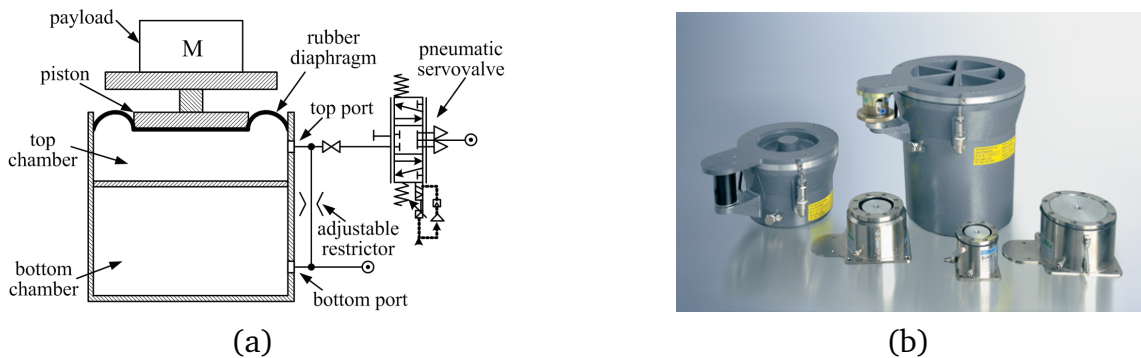 payload
M
rubber
diaphragm
pneumatic
servovalve
piston
top port
top
chamber
adjustable
restrictor
bottom
chamber
bottom port
(a)
(b)